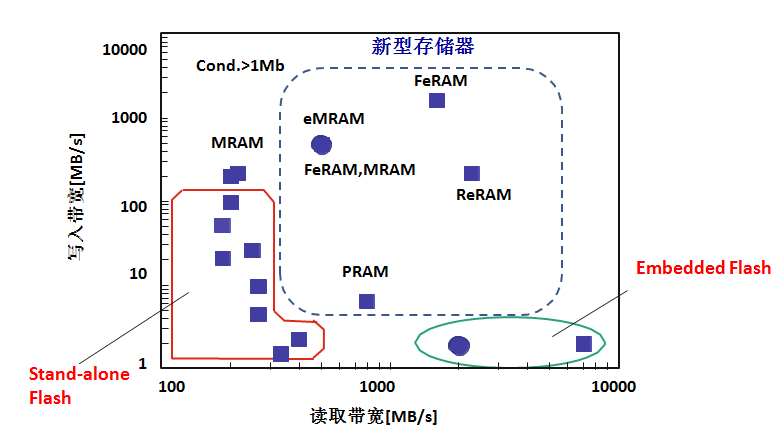 新型存储器
10000
Cond.>1Mb
FeRAM
1000
eMRAM
MRAM
FeRAM,MRAM
ReRAM
100
写入带宽[MB/s]
PRAM
Embedded Flash
10
1
Stand-alone
Flash
100
1000
10000
读取带宽[MB/s]